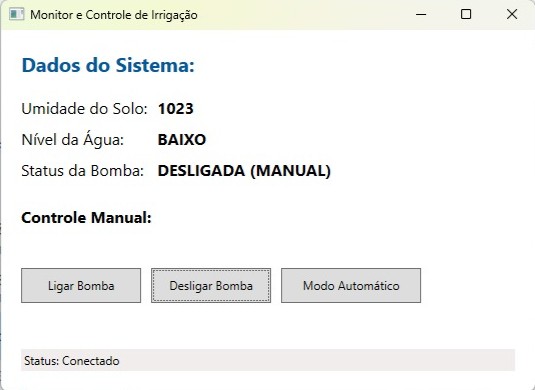 Monitor e Controle de Irrigação
Dados do Sistema:
Umidade do Solo: 1023
Nível da Água: BAIXO
Status da Bomba: DESLIGADA (MANUAL)
Controle Manual:
Ligar Bomba Desligar Bomba Modo Automático
Status: Conectado